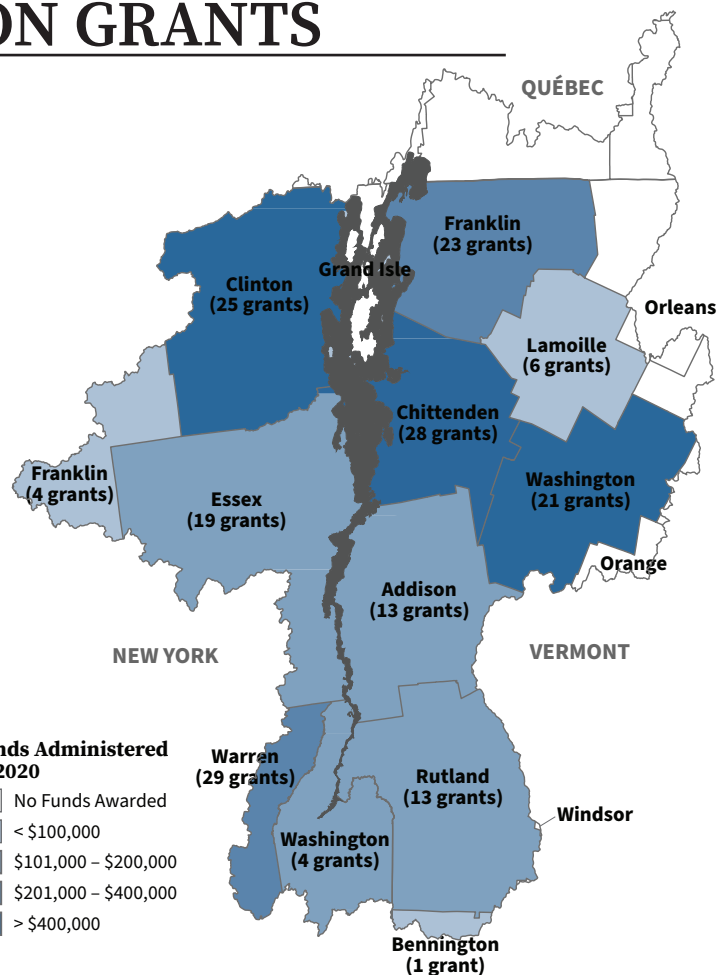 ON GRANTS
QUÉBEC
Franklin
(23 grants)
Grand Isle
Clinton
(25 grants)
Orleans
Lamoille
(6 grants)
Chittenden
(28 grants)
Franklin
(4 grants)
Essex
(19 grants)
Washington
(21 grants)
Orange
Addison
(13 grants)
NEW YORK
VERMONT
Warren
(29 grants)
Rutland
(13 grants)
Windsor
Washington
(4 grants)
Bennington
(1 grant)
nds Administered
2020
No Funds Awarded
< $100,000
$101,000 – $200,000
$201,000 – $400,000
> $400,000